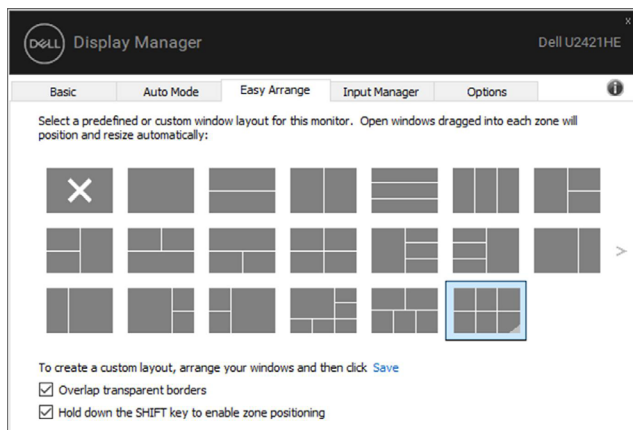 x
DELL Display Manager Dell U2421HE
Basic Auto Mode Easy Arrange Input Manager Options i
Select a predefined or custom window layout for this monitor. Open windows dragged into each zone will
position and resize automatically:
>
To create a custom layout, arrange your windows and then click Save
Overlap transparent borders
Hold down the SHIFT key to enable zone positioning